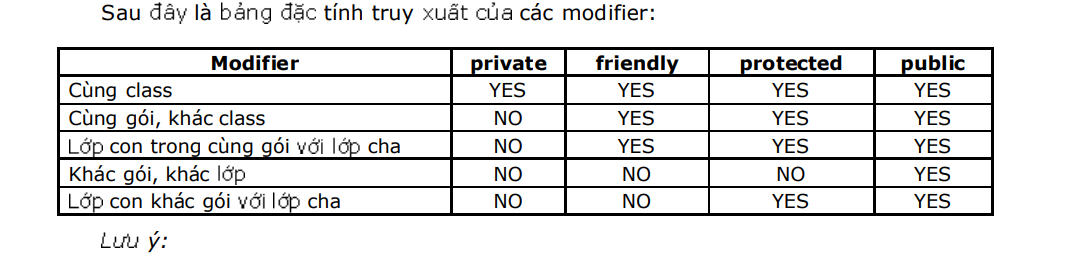 Sau đây là bảng đặc tính truy xuất của các modifier:
Modifier private friendly protected public
Cùng class YES YES YES YES
Cùng gói, khác class NO YES YES YES
Lớp con trong cùng gói với lớp cha NO YES YES YES
Khác gói, khác lớp NO NO NO YES
Lớp con khác gói với lớp cha NO NO YES YES
Lưu ý: